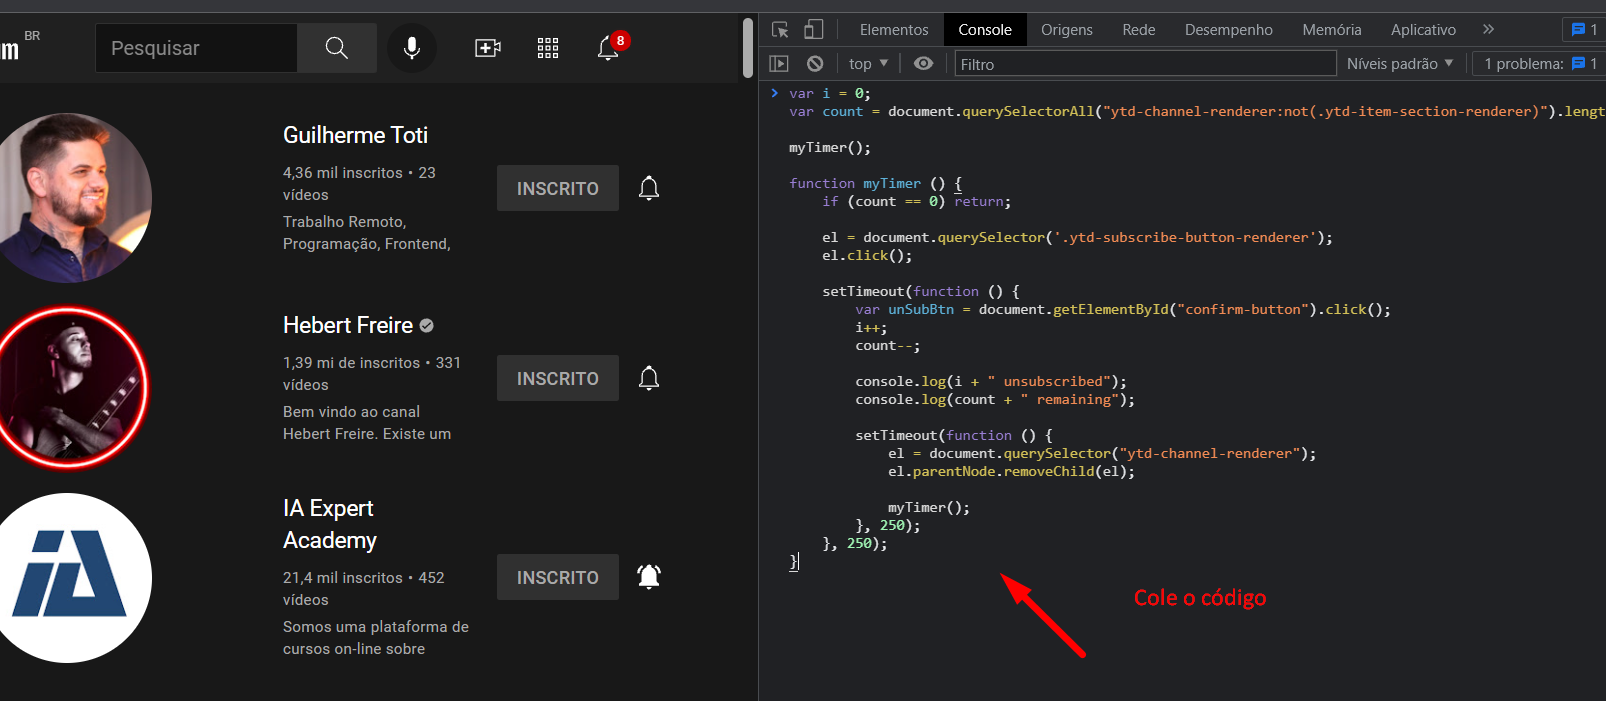 m BR
Pesquisar
8
Guilherme Toti
4,36 mil inscritos • 23
vídeos
Trabalho Remoto,
Programação, Frontend,
INSCRITO
Hebert Freire
1,39 mi de inscritos • 331
vídeos
Bem vindo ao canal
Hebert Freire. Existe um
INSCRITO
IA Expert
Academy
21,4 mil inscritos • 452
vídeos
Somos uma plataforma de
cursos on-line sobre
INSCRITO
IA
Elementos Console Origens Rede Desempenho Memória Aplicativo » 1
top ▼ Filtro Níveis padrão ▼ 1 problema: 1
> var i = 0;
var count = document.querySelectorAll("ytd-channel-renderer:not(.ytd-item-section-renderer)").lengt
myTimer();
function myTimer () {
if (count == 0) return;
el = document.querySelector('.ytd-subscribe-button-renderer');
el.click();
setTimeout(function () {
var unSubBtn = document.getElementById("confirm-button").click();
i++;
count--;
console.log(i + " unsubscribed");
console.log(count + " remaining");
setTimeout(function () {
el = document.querySelector("ytd-channel-renderer");
el.parentNode.removeChild(el);
myTimer();
}, 250);
}, 250);
}
Cole o código